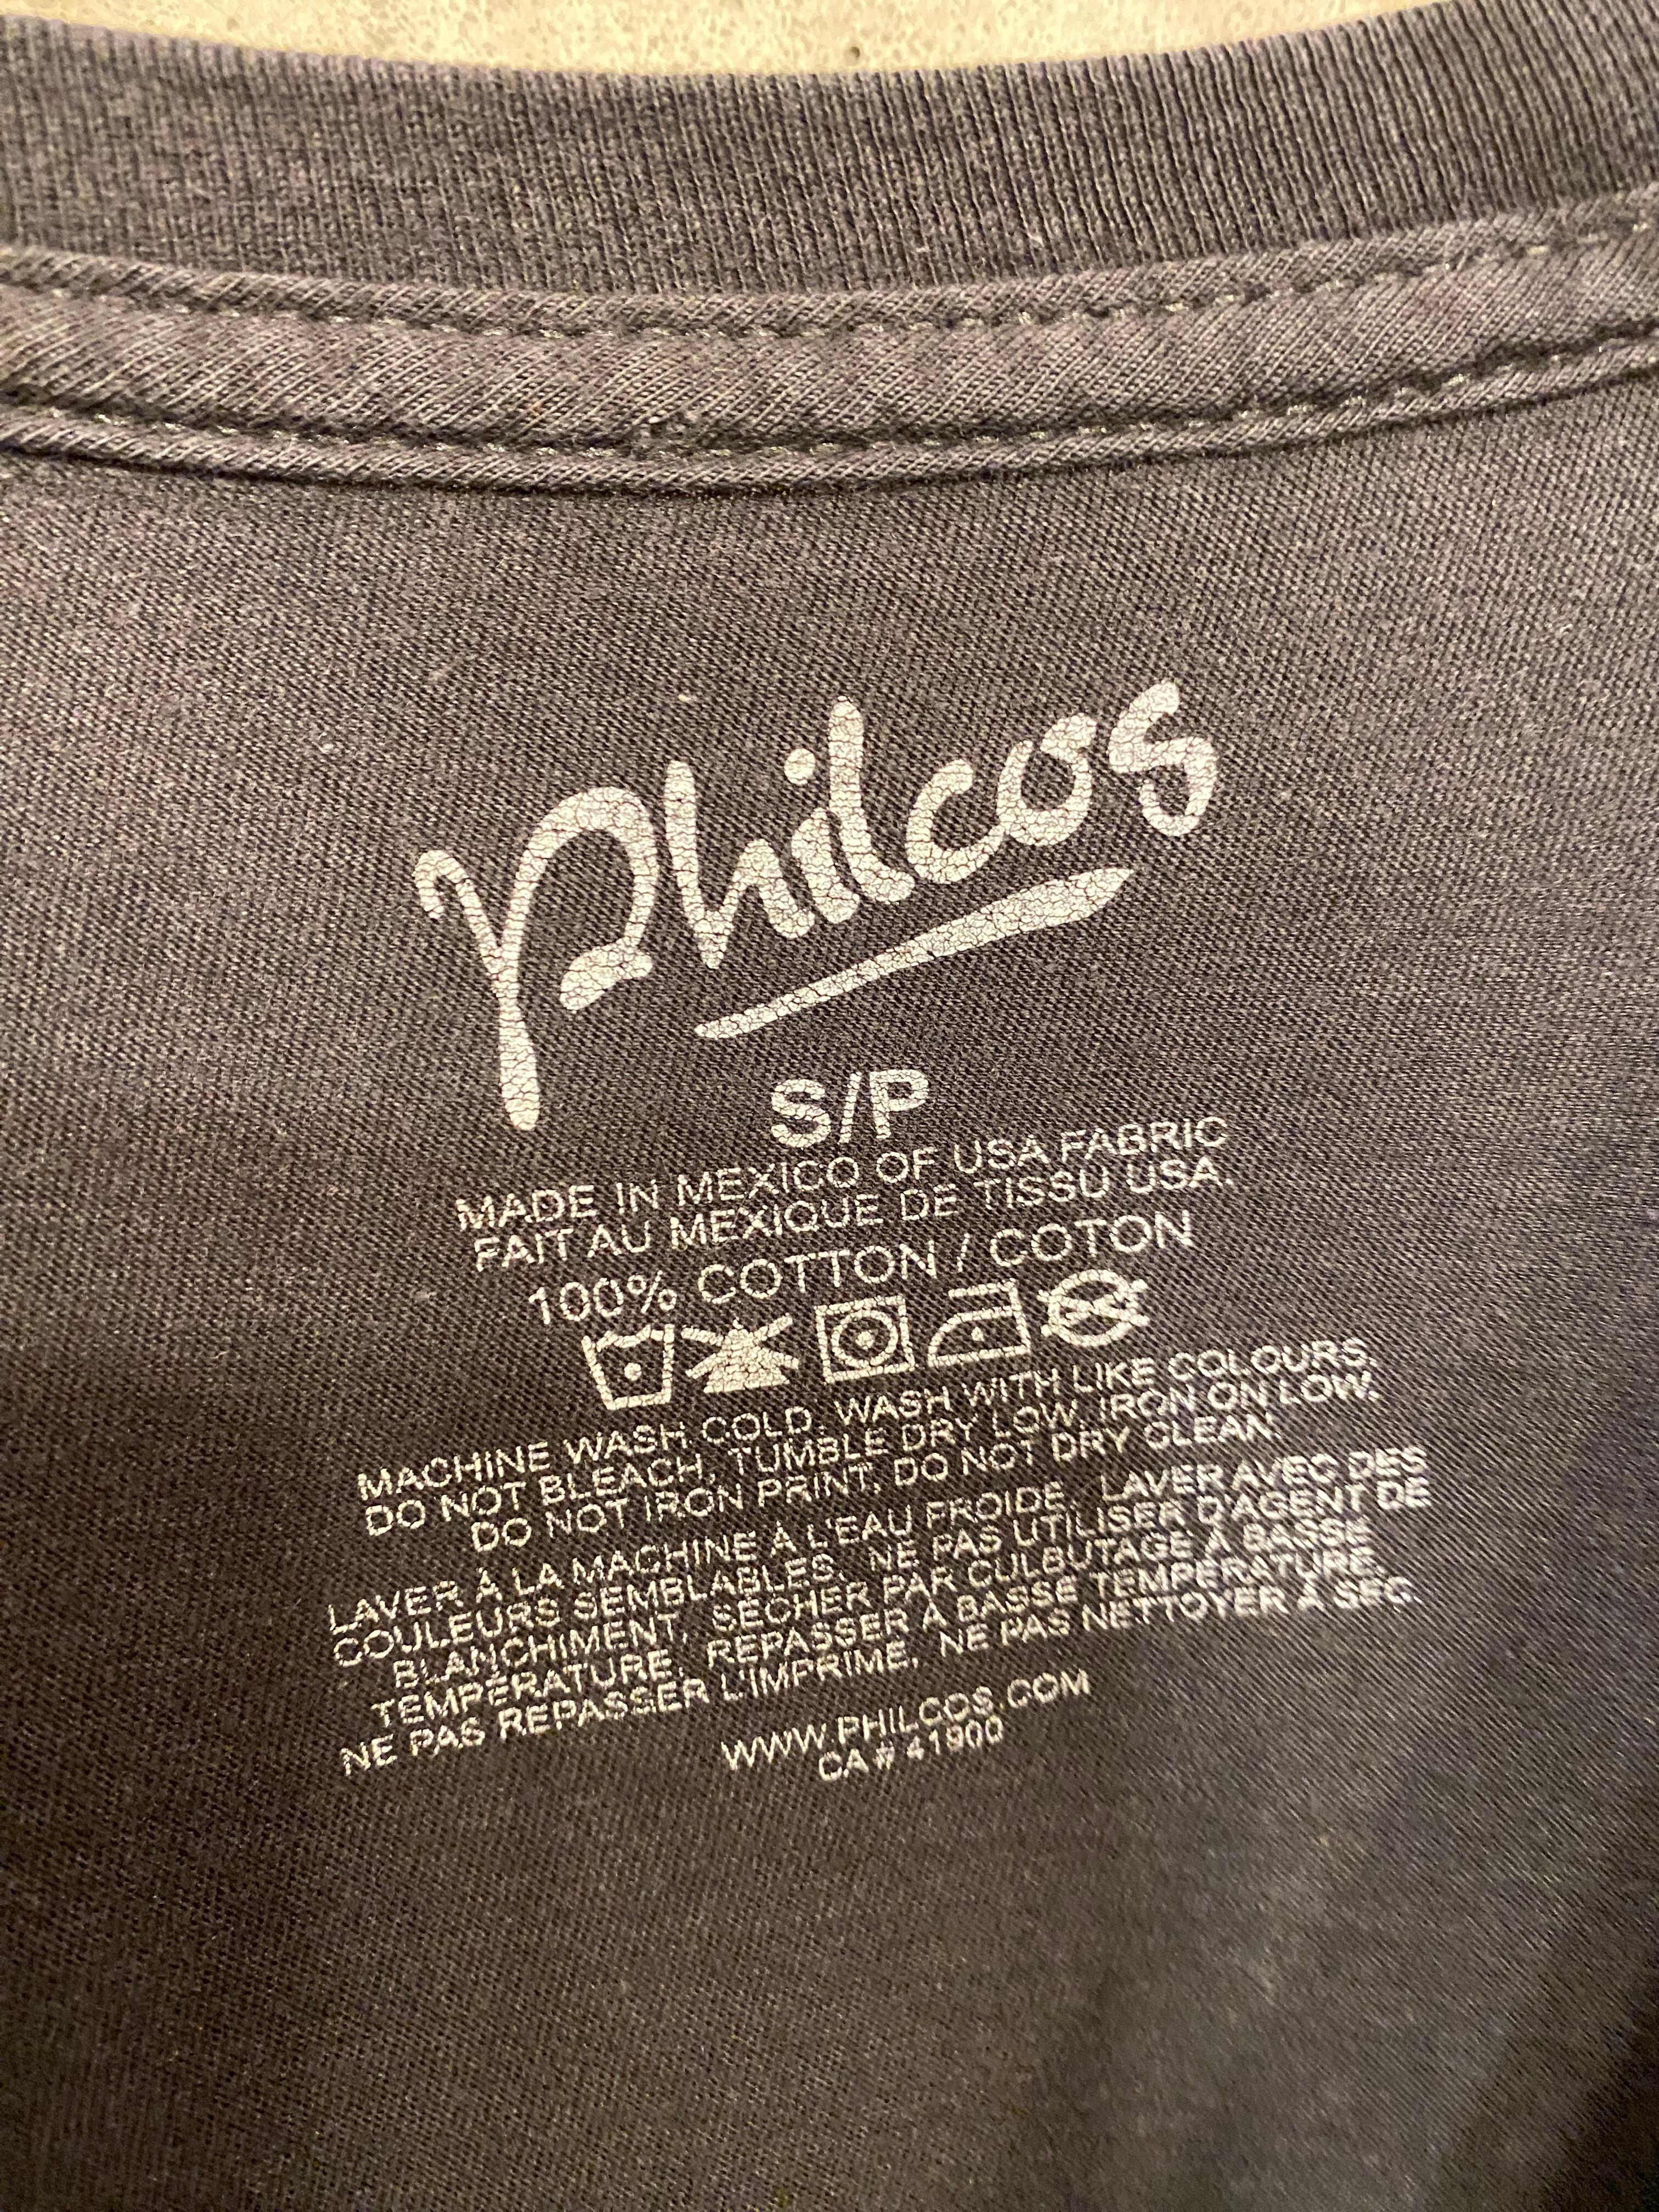 Philcos
S/P
MADE IN MEXICO OF USA FABRIC
FAIT AU MEXIQUE DE TISSU USA.
100% COTTON / COTON
MACHINE WASH COLD, WASH WITH LIKE COLOURS,
DO NOT BLEACH, TUMBLE DRY LOW, IRON ON LOW,
DO NOT IRON PRINT, DO NOT DRY CLEAN.
LAVER À LA MACHINE À L'EAU FROIDE, LAVER AVEC DES
COULEURS SEMBLABLES, NE PAS UTILISER D'AGENT DE
BLANCHIMENT, SÉCHER PAR CULBUTAGE À BASSE
TEMPÉRATURE, REPASSER À BASSE TEMPÉRATURE,
NE PAS REPASSER L'IMPRIME, NE PAS NETTOYER À SEC.
WWW.PHILCOS.COM
CA # 41900